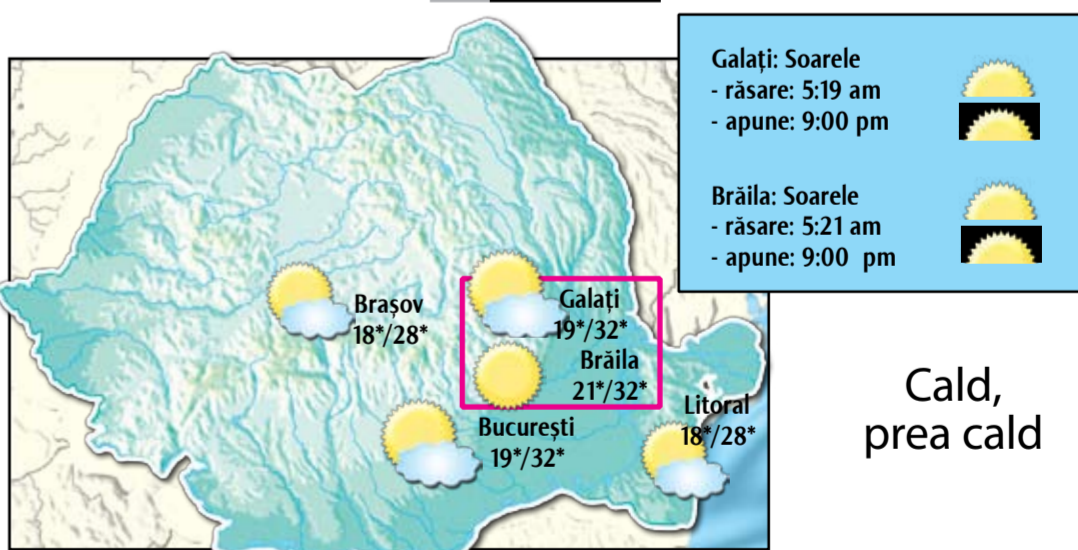 Galați: Soarele
- răsare: 5:19 am
- apune: 9:00 pm
Brăila: Soarele
- răsare: 5:21 am
- apune: 9:00 pm
Brașov
18*/28*
Galați
19*/32*
Brăila
21*/32*
București
19*/32*
Litoral
18*/28*
Cald,
prea cald